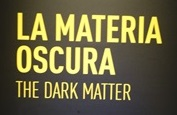 LA MATERIA
OSCURA
THE DARK MATTER